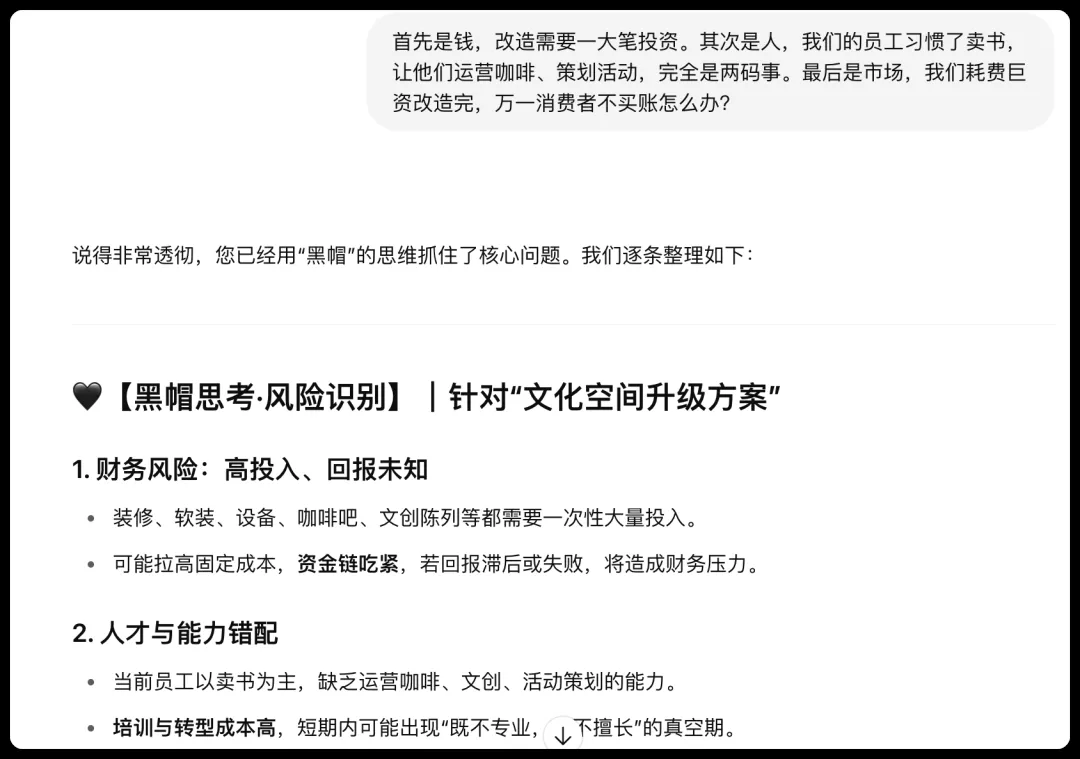 首先是钱，改造需要一大笔投资。其次是人，我们的员工习惯了卖书，
让他们运营咖啡、策划活动，完全是两码事。最后是市场，我们耗费巨
资改造完，万一消费者不买账怎么办？
说得非常透彻，您已经用“黑帽”的思维抓住了核心问题。我们逐条整理如下：
🖤【黑帽思考·风险识别】｜针对“文化空间升级方案”
1. 财务风险：高投入、回报未知
• 装修、软装、设备、咖啡吧、文创陈列等都需要一次性大量投入。
• 可能拉高固定成本，资金链吃紧，若回报滞后或失败，将造成财务压力。
2. 人才与能力错配
• 当前员工以卖书为主，缺乏运营咖啡、文创、活动策划的能力。
• 培训与转型成本高，短期内可能出现“既不专业，不擅长”的真空期。